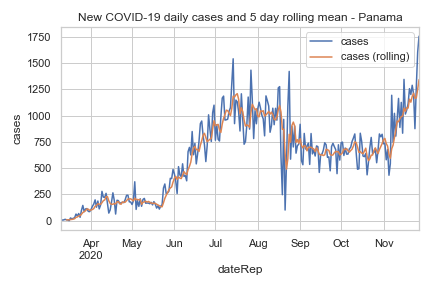 New COVID-19 daily cases and 5 day rolling mean - Panama
cases
cases (rolling)
1750
1500
1250
1000
750
500
250
0
cases
Apr
2020
May
Jun
Jul
Aug
Sep
Oct
Nov
dateRep